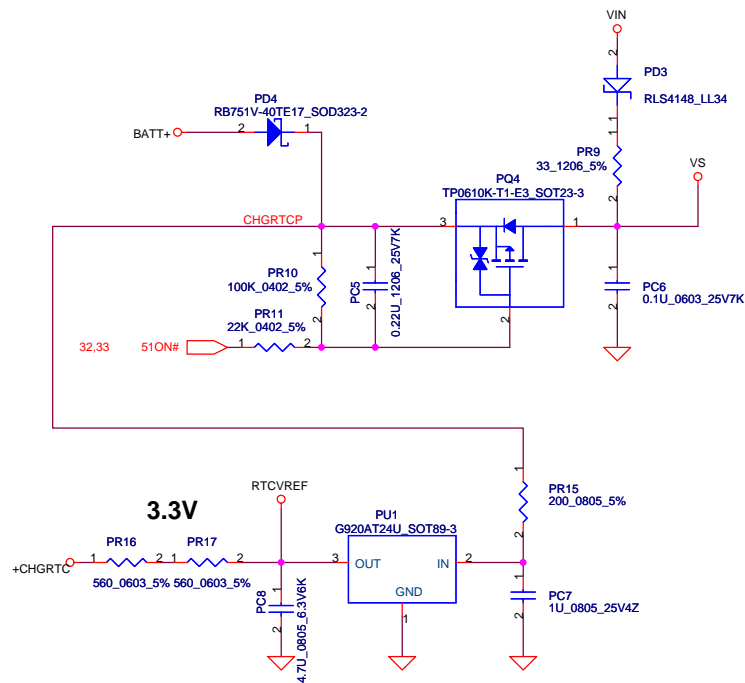 VIN
2
PD3
RLS4148_LL34
1
PD4
RB751V-40TE17_SOD323-2
BATT+
2
1
1
PR9
33_1206_5%
2
VS
PQ4
TP0610K-T1-E3_SOT23-3
CHGRTCP
3
1
2
1
PR10
100K_0402_5%
2
1
PC5
0.22U_1206_25V7K
2
1
PC6
0.1U_0603_25V7K
2
PR11
22K_0402_5%
32,33
51ON#
1
2
1
PR15
200_0805_5%
2
RTCVREF
3.3V
PU1
G920AT24U_SOT89-3
+CHGRTC
1
PR16
2
560_0603_5%
1
PR17
2
560_0603_5%
3
OUT
IN
2
GND
1
1
PC8
4.7U_0805_6.3V6K
2
1
PC7
1U_0805_25V4Z
2